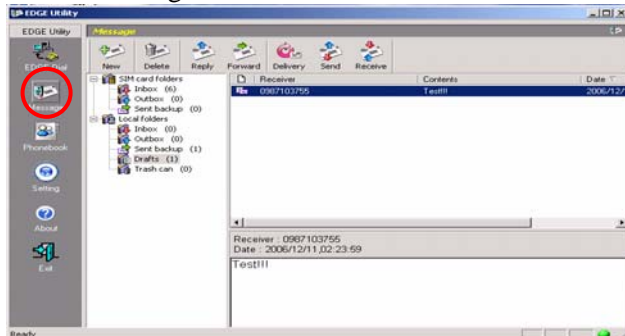 EDGE Utility
EDGE Utility
Message
EDGE Dial
Message
Phonebook
Setting
About
Exit
New Delete Reply Forward Delivery Send Receive
SIM card folders
Inbox (6)
Outbox (0)
Sent backup (0)
Local folders
Inbox (0)
Outbox (0)
Sent backup (1)
Drafts (1)
Trash can (0)
Receiver Contents Date
0987103755 Test!!! 2006/12/
Receiver : 0987103755
Date : 2006/12/11,02:23:59
Test!!!
Ready